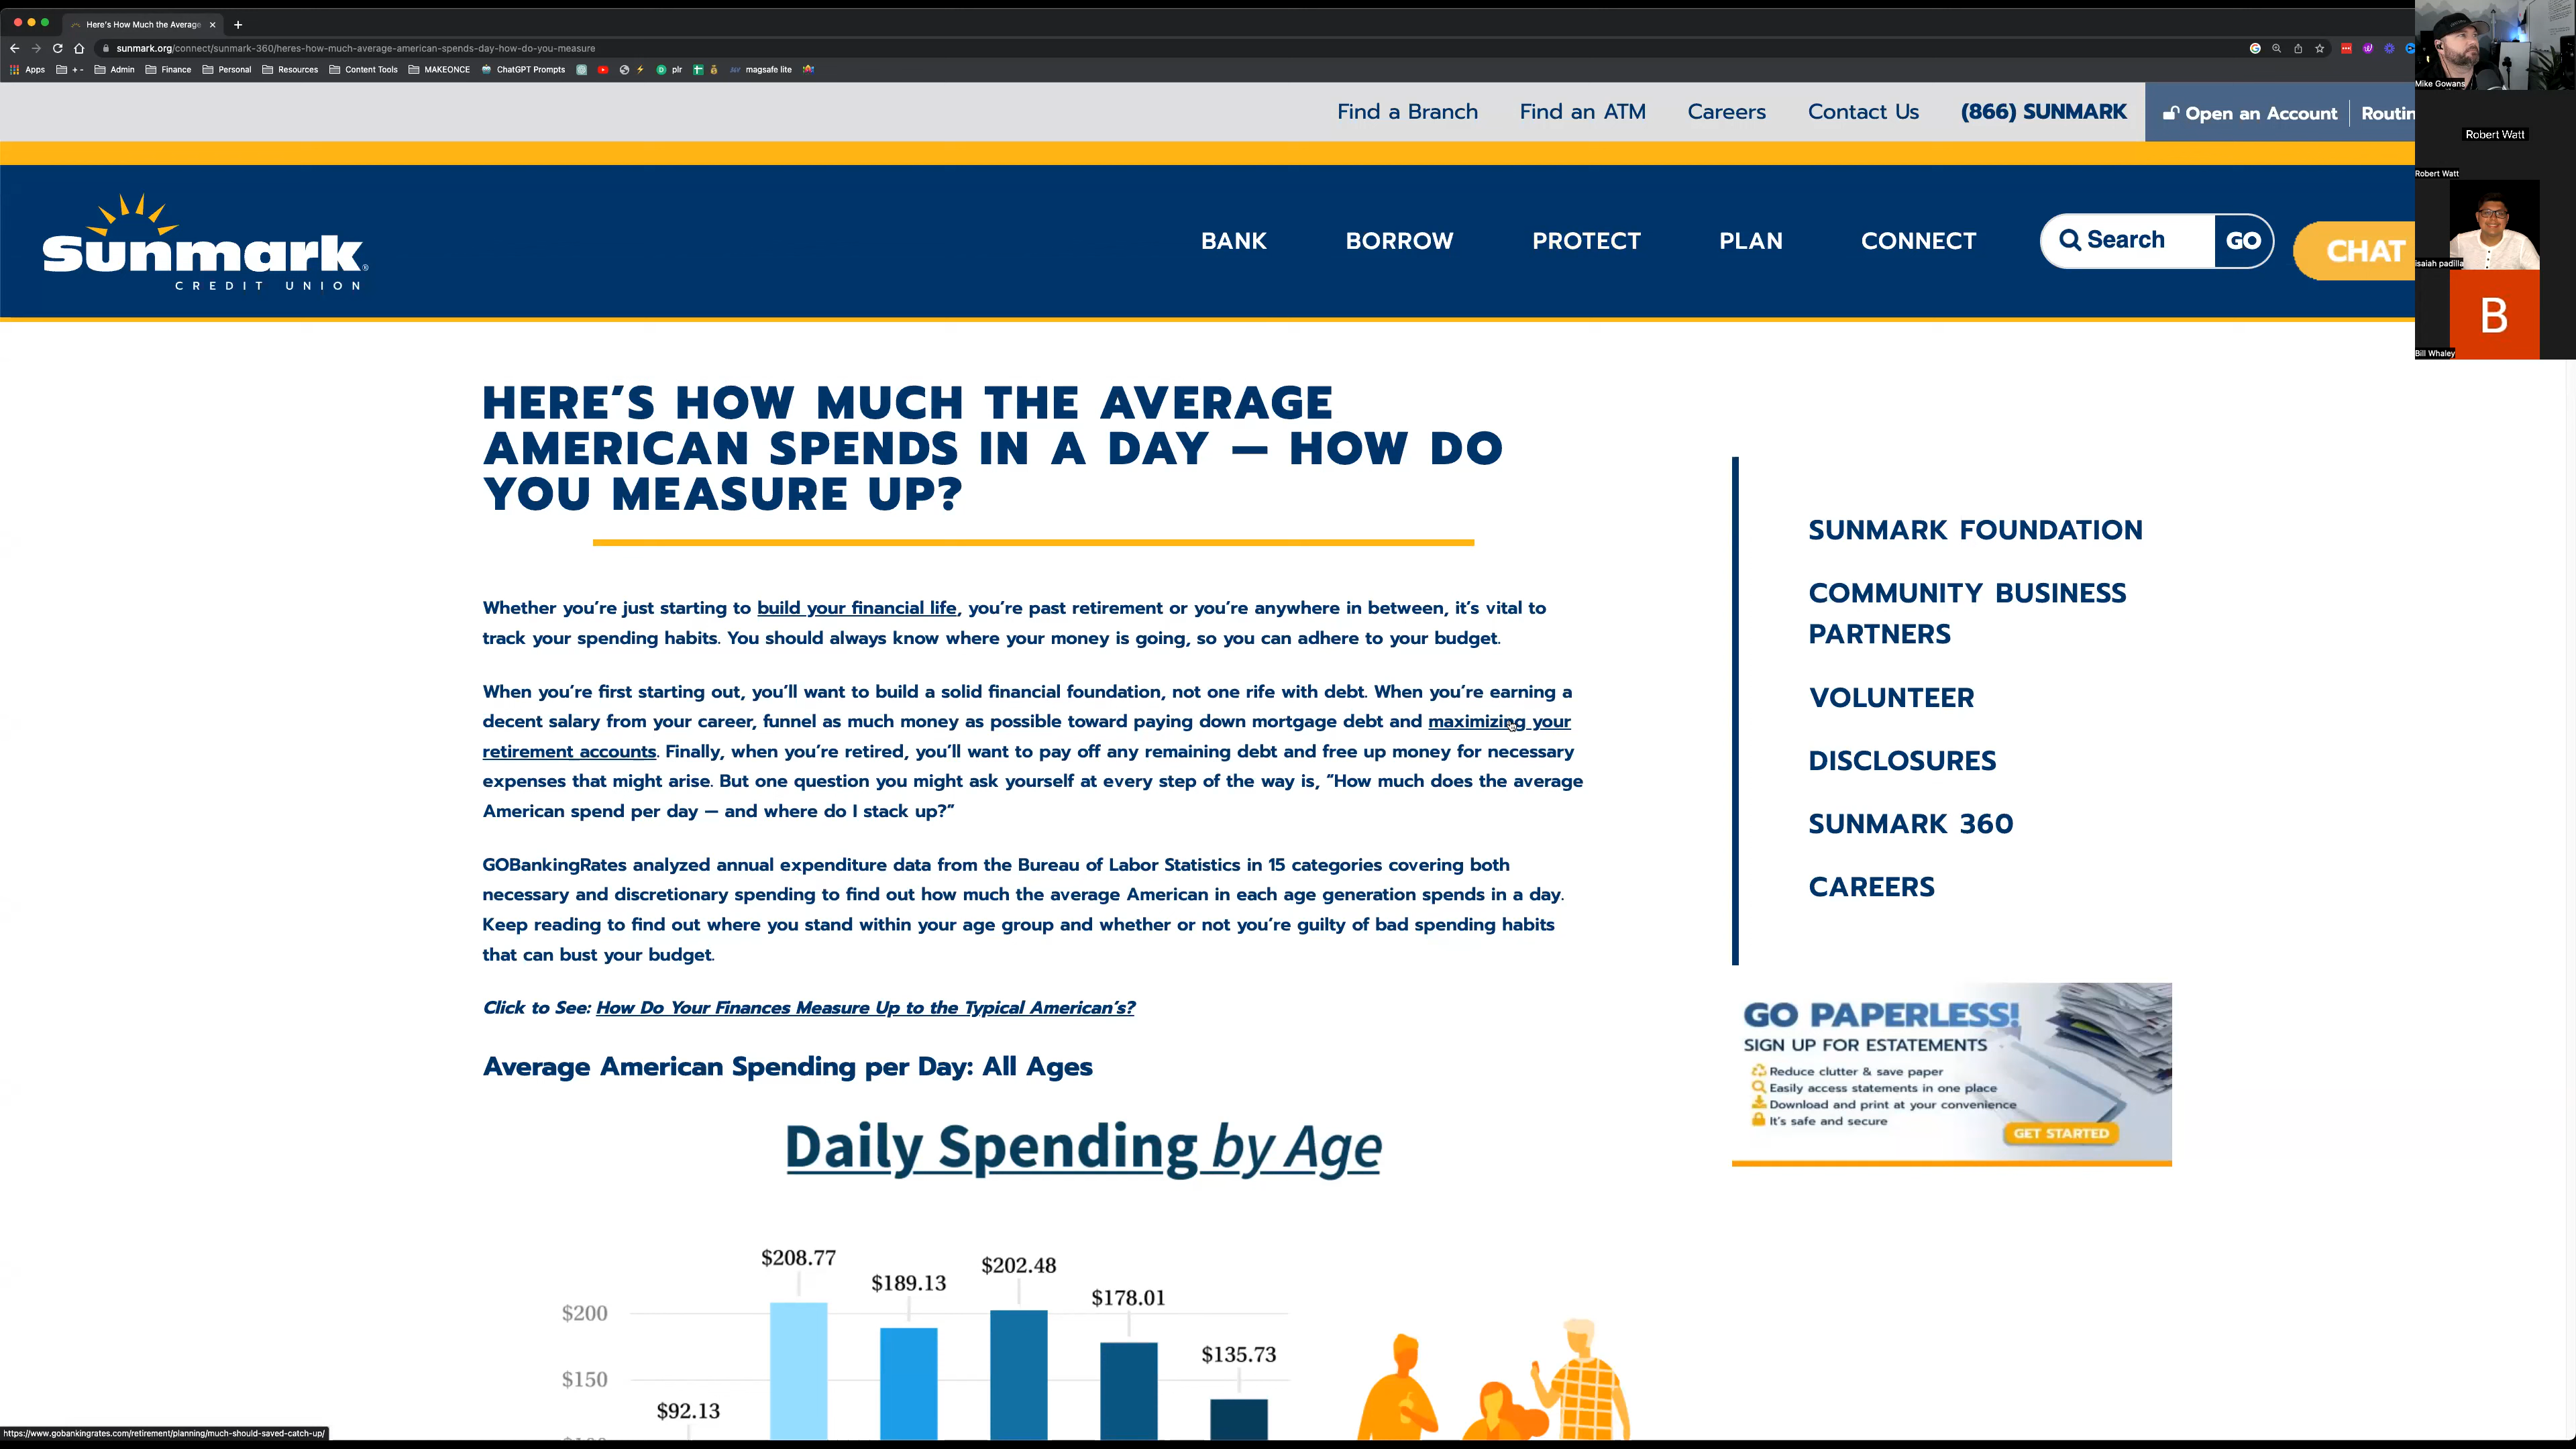 Here's How Much the Average
sunmark.org/connect/sunmark-360/heres-how-much-average-american-spends-day-how-do-you-measure
Apps + - Admin Finance Personal Resources Content Tools MAKEONCE ChatGPT Prompts plr magsafe lite
Mike Gowans
Robert Watt
Robert Watt
isaiah padilla
B
Bill Whaley
Find a Branch Find an ATM Careers Contact Us (866) SUNMARK Open an Account Routin
Sunmark
CREDIT UNION
BANK BORROW PROTECT PLAN CONNECT Search GO CHAT
HERE'S HOW MUCH THE AVERAGE
AMERICAN SPENDS IN A DAY — HOW DO
YOU MEASURE UP?
Whether you're just starting to build your financial life, you're past retirement or you're anywhere in between, it's vital to
track your spending habits. You should always know where your money is going, so you can adhere to your budget.
When you're first starting out, you'll want to build a solid financial foundation, not one rife with debt. When you're earning a
decent salary from your career, funnel as much money as possible toward paying down mortgage debt and maximizing your
retirement accounts. Finally, when you're retired, you'll want to pay off any remaining debt and free up money for necessary
expenses that might arise. But one question you might ask yourself at every step of the way is, "How much does the average
American spend per day — and where do I stack up?"
GOBankingRates analyzed annual expenditure data from the Bureau of Labor Statistics in 15 categories covering both
necessary and discretionary spending to find out how much the average American in each age generation spends in a day.
Keep reading to find out where you stand within your age group and whether or not you're guilty of bad spending habits
that can bust your budget.
Click to See: How Do Your Finances Measure Up to the Typical American's?
Average American Spending per Day: All Ages
Daily Spending by Age
$208.77
$189.13
$202.48
$178.01
$135.73
$92.13
$200
$150
SUNMARK FOUNDATION
COMMUNITY BUSINESS
PARTNERS
VOLUNTEER
DISCLOSURES
SUNMARK 360
CAREERS
GO PAPERLESS!
SIGN UP FOR ESTATEMENTS
Reduce clutter & save paper
Easily access statements in one place
Download and print at your convenience
It's safe and secure
GET STARTED
https://www.gobankingrates.com/retirement/planning/much-should-saved-catch-up/